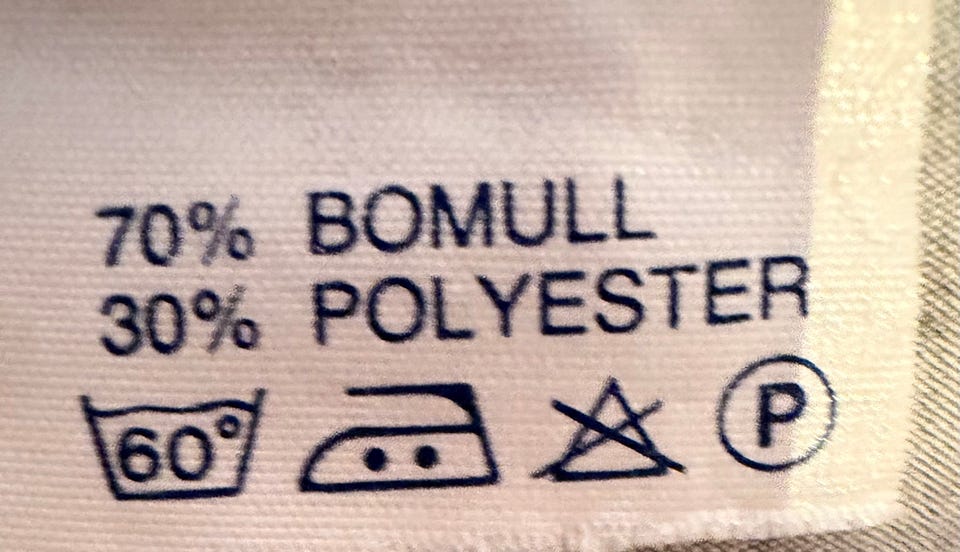 70% BOMULL
30% POLYESTER
60° P